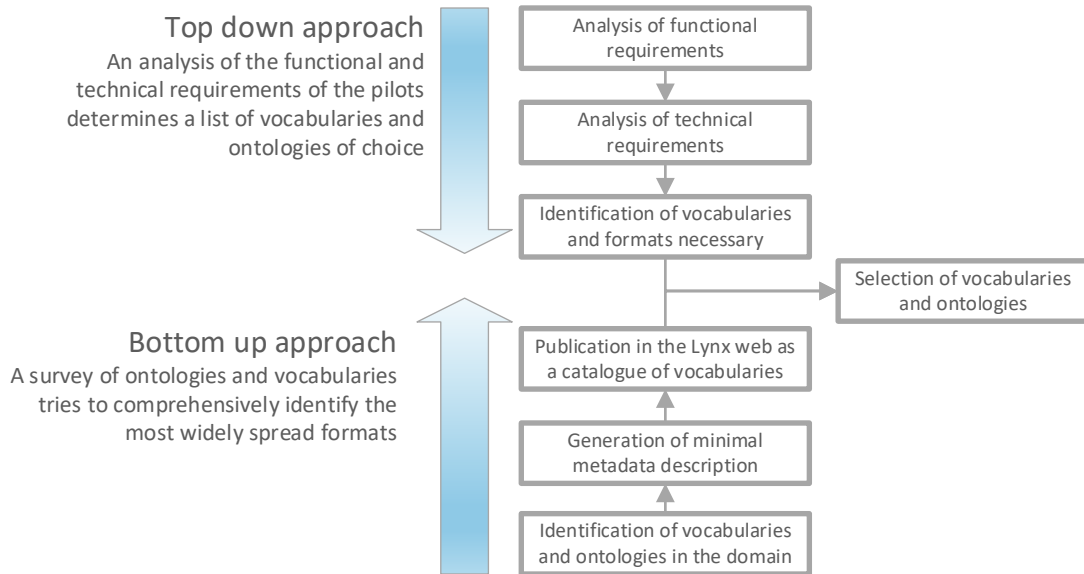 Top down approach
An analysis of the functional and
technical requirements of the pilots
determines a list of vocabularies and
ontologies of choice
Analysis of functional
requirements
Analysis of technical
requirements
Identification of vocabularies
and formats necessary
Selection of vocabularies
and ontologies
Bottom up approach
A survey of ontologies and vocabularies
tries to comprehensively identify the
most widely spread formats
Publication in the Lynx web as
a catalogue of vocabularies
Generation of minimal
metadata description
Identification of vocabularies
and ontologies in the domain